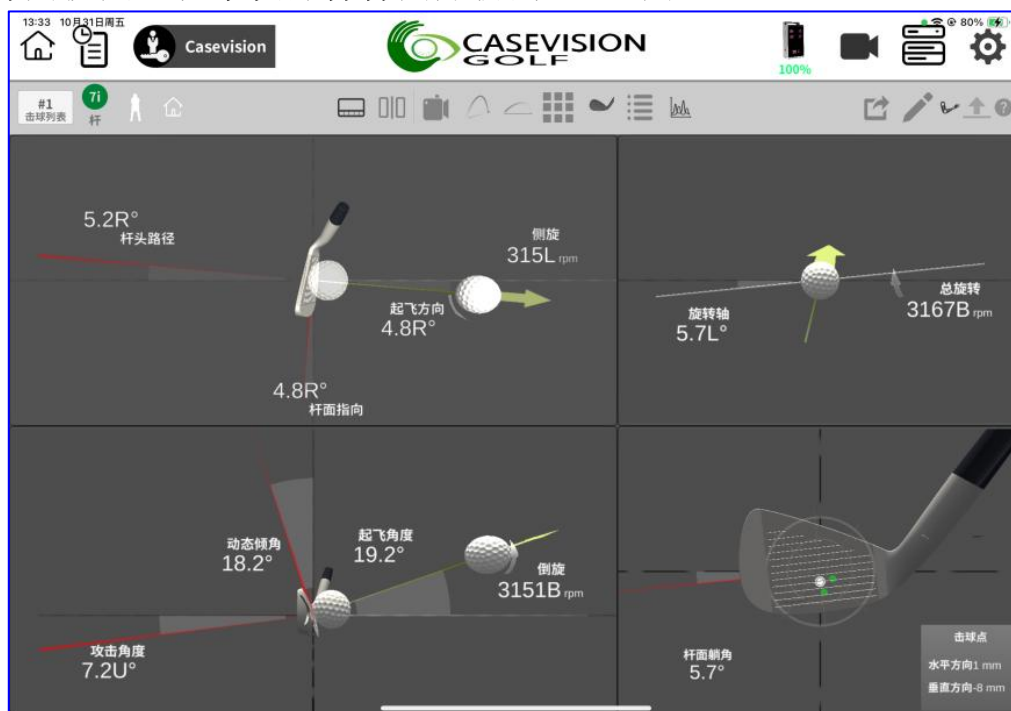 13:33 10月31日周五
80%
Casevision
CASEVISION
GOLF
100%
#1
击球列表
7i
杆
5.2R°
杆头路径
侧旋
315L rpm
起飞方向
4.8R°
4.8R°
杆面指向
旋转轴
5.7L°
总旋转
3167B rpm
动态倾角
18.2°
起飞角度
19.2°
倒旋
3151B rpm
攻击角度
7.2U°
杆面躺角
5.7°
击球点
水平方向1 mm
垂直方向-8 mm